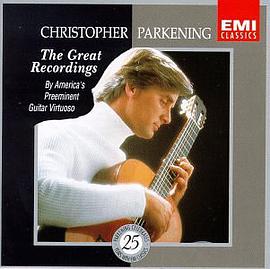 CHRISTOPHER PARKENING
EMI
CLASSICS
The Great
Recordings
By America's
Preeminent
Guitar Virtuoso
25